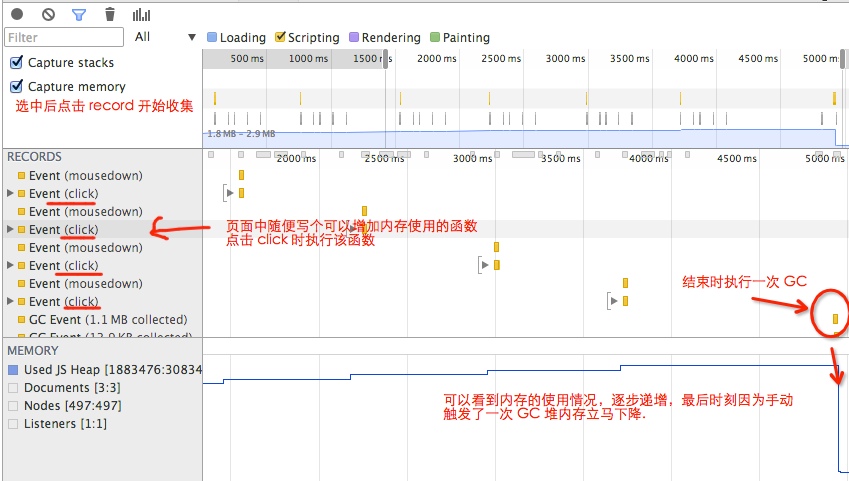 Filter
All
Loading
Scripting
Rendering
Painting
Capture stacks
Capture memory
选中后点击 record 开始收集
500 ms
1000 ms
1500 ms
2000 ms
2500 ms
3000 ms
3500 ms
4000 ms
4500 ms
5000 ms
1.8 MB – 2.9 MB
RECORDS
2000 ms
2500 ms
3000 ms
3500 ms
4000 ms
4500 ms
5000 ms
Event (mousedown)
Event (click)
Event (mousedown)
Event (click)
Event (mousedown)
Event (click)
Event (mousedown)
Event (click)
GC Event (1.1 MB collected)
页面中随便写个可以增加内存使用的函数
点击 click 时执行该函数
结束时执行一次 GC
MEMORY
Used JS Heap [1883476:30834
Documents [3:3]
Nodes [497:497]
Listeners [1:1]
可以看到内存的使用情况，逐步递增，最后时刻因为手动
触发了一次 GC 堆内存立马下降.